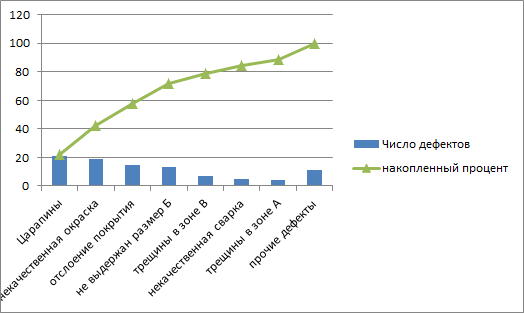 120
100
80
60
40
20
0
Царапины
некачественная окраска
отслоение покрытия
не выдержан размер Б
трещины в зоне В
некачественная сварка
трещины в зоне А
прочие дефекты
Число дефектов
накопленный процент